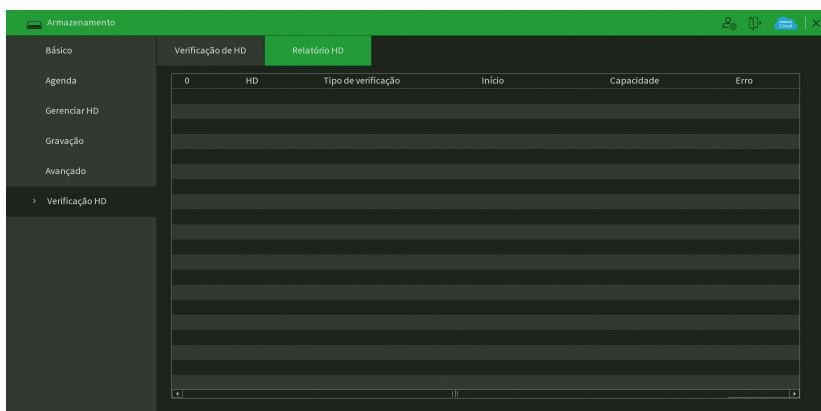 Armazenamento
Cloud
Básico
Verificação de HD
Relatório HD
Agenda
0 HD Tipo de verificação Início Capacidade Erro
Gerenciar HD
Gravação
Avançado
Verificação HD